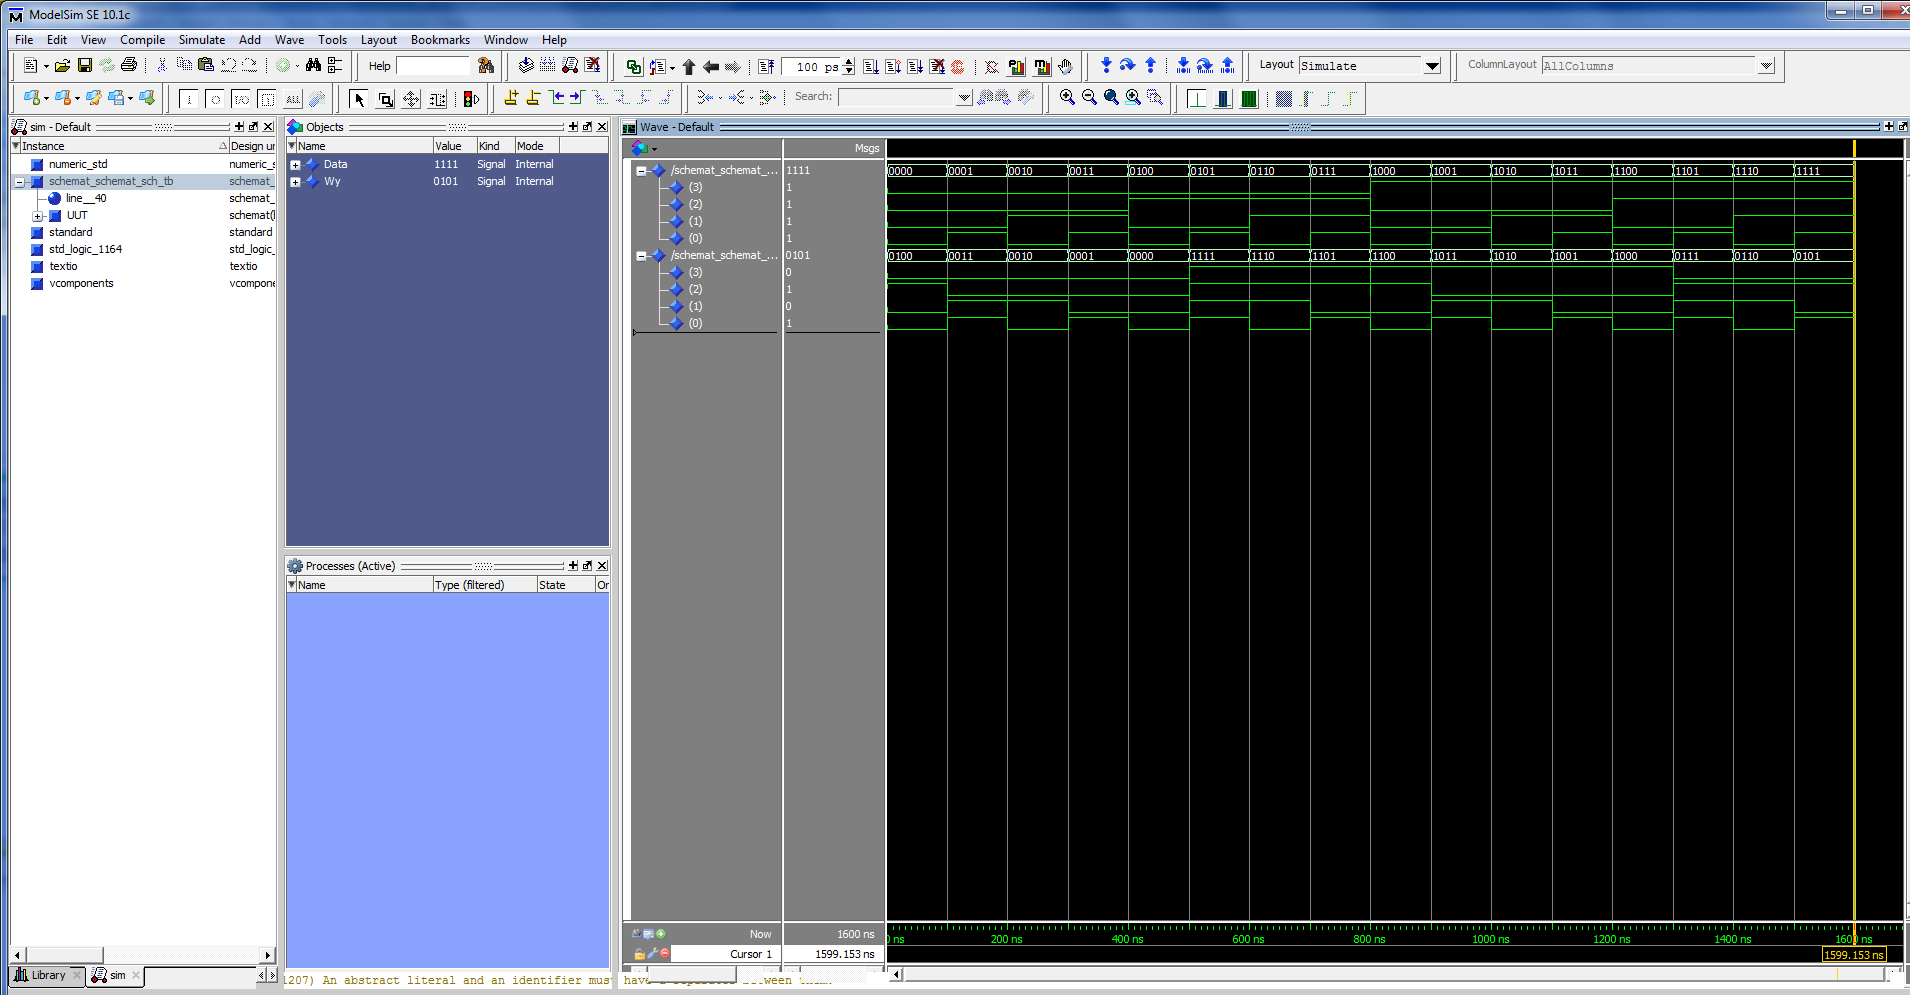 ModelSim SE 10.1c
File Edit View Compile Simulate Add Wave Tools Layout Bookmarks Window Help
Help 100 ps Layout Simulate ColumnLayout AllColumns
ALL Search:
sim - Default
Instance Design un
numeric_std numeric_s
schemat_schemat_sch_tb schemat_
line__40 schemat_
UUT schemat(
standard standard
std_logic_1164 std_logic_
textio textio
vcomponents vcompone
Library sim
Objects
Name Value Kind Mode
Data 1111 Signal Internal
Wy 0101 Signal Internal
Processes (Active)
Name Type (filtered) State Or
Wave - Default
Msgs
/schemat_schemat_... 1111 0000 0001 0010 0011 0100 0101 0110 0111 1000 1001 1010 1011 1100 1101 1110 1111
(3) 1
(2) 1
(1) 1
(0) 1
/schemat_schemat_... 0101 0100 0011 0010 0001 0000 1111 1110 1101 1100 1011 1010 1001 1000 0111 0110 0101
(3) 0
(2) 1
(1) 0
(0) 1
Now 1600 ns ns 200 ns 400 ns 600 ns 800 ns 1000 ns 1200 ns 1400 ns 1600 ns
Cursor 1 1599.153 ns 1599.153 ns
1207) An abstract literal and an identifier must have a separator between them.